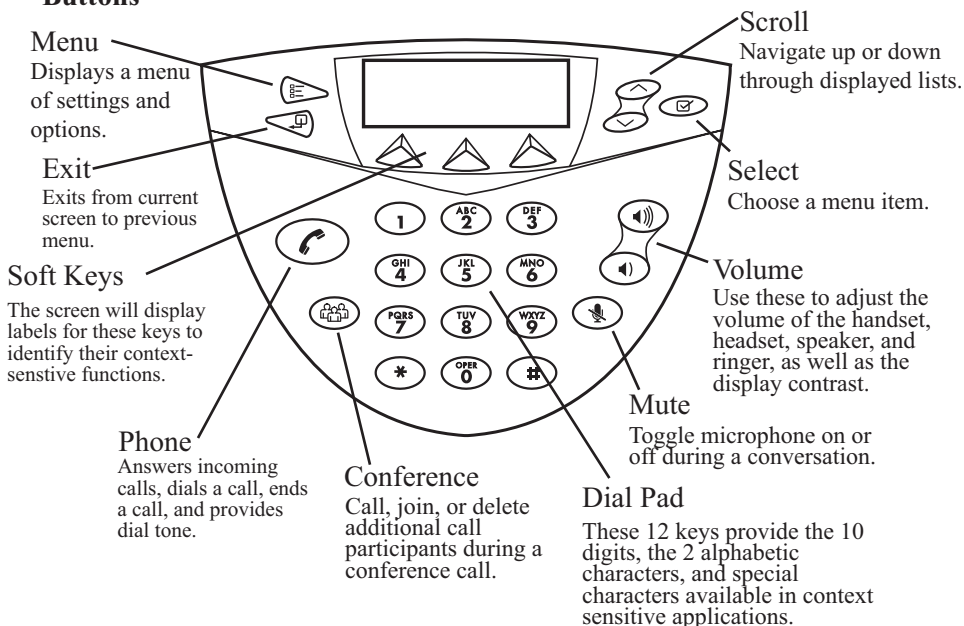 Buttons
Menu
Displays a menu
of settings and
options.
Exit
Exits from current
screen to previous
menu.
Soft Keys
The screen will display
labels for these keys to
identify their context-
senstive functions.
Phone
Answers incoming
calls, dials a call, ends
a call, and provides
dial tone.
Conference
Call, join, or delete
additional call
participants during a
conference call.
Scroll
Navigate up or down
through displayed lists.
Select
Choose a menu item.
Volume
Use these to adjust the
volume of the handset,
headset, speaker, and
ringer, as well as the
display contrast.
Mute
Toggle microphone on or
off during a conversation.
Dial Pad
These 12 keys provide the 10
digits, the 2 alphabetic
characters, and special
characters available in context
sensitive applications.
1
ABC
2
DEF
3
GHI
4
JKL
5
MNO
6
PQRS
7
TUV
8
WXYZ
9
*
OPER
0
#